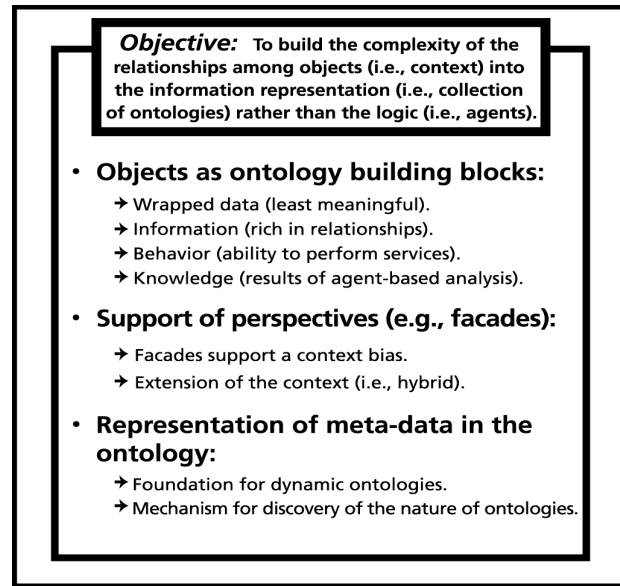 Objective: To build the complexity of the
relationships among objects (i.e., context) into
the information representation (i.e., collection
of ontologies) rather than the logic (i.e., agents).
• Objects as ontology building blocks:
→ Wrapped data (least meaningful).
→ Information (rich in relationships).
→ Behavior (ability to perform services).
→ Knowledge (results of agent-based analysis).
• Support of perspectives (e.g., facades):
→ Facades support a context bias.
→ Extension of the context (i.e., hybrid).
• Representation of meta-data in the
ontology:
→ Foundation for dynamic ontologies.
→ Mechanism for discovery of the nature of ontologies.